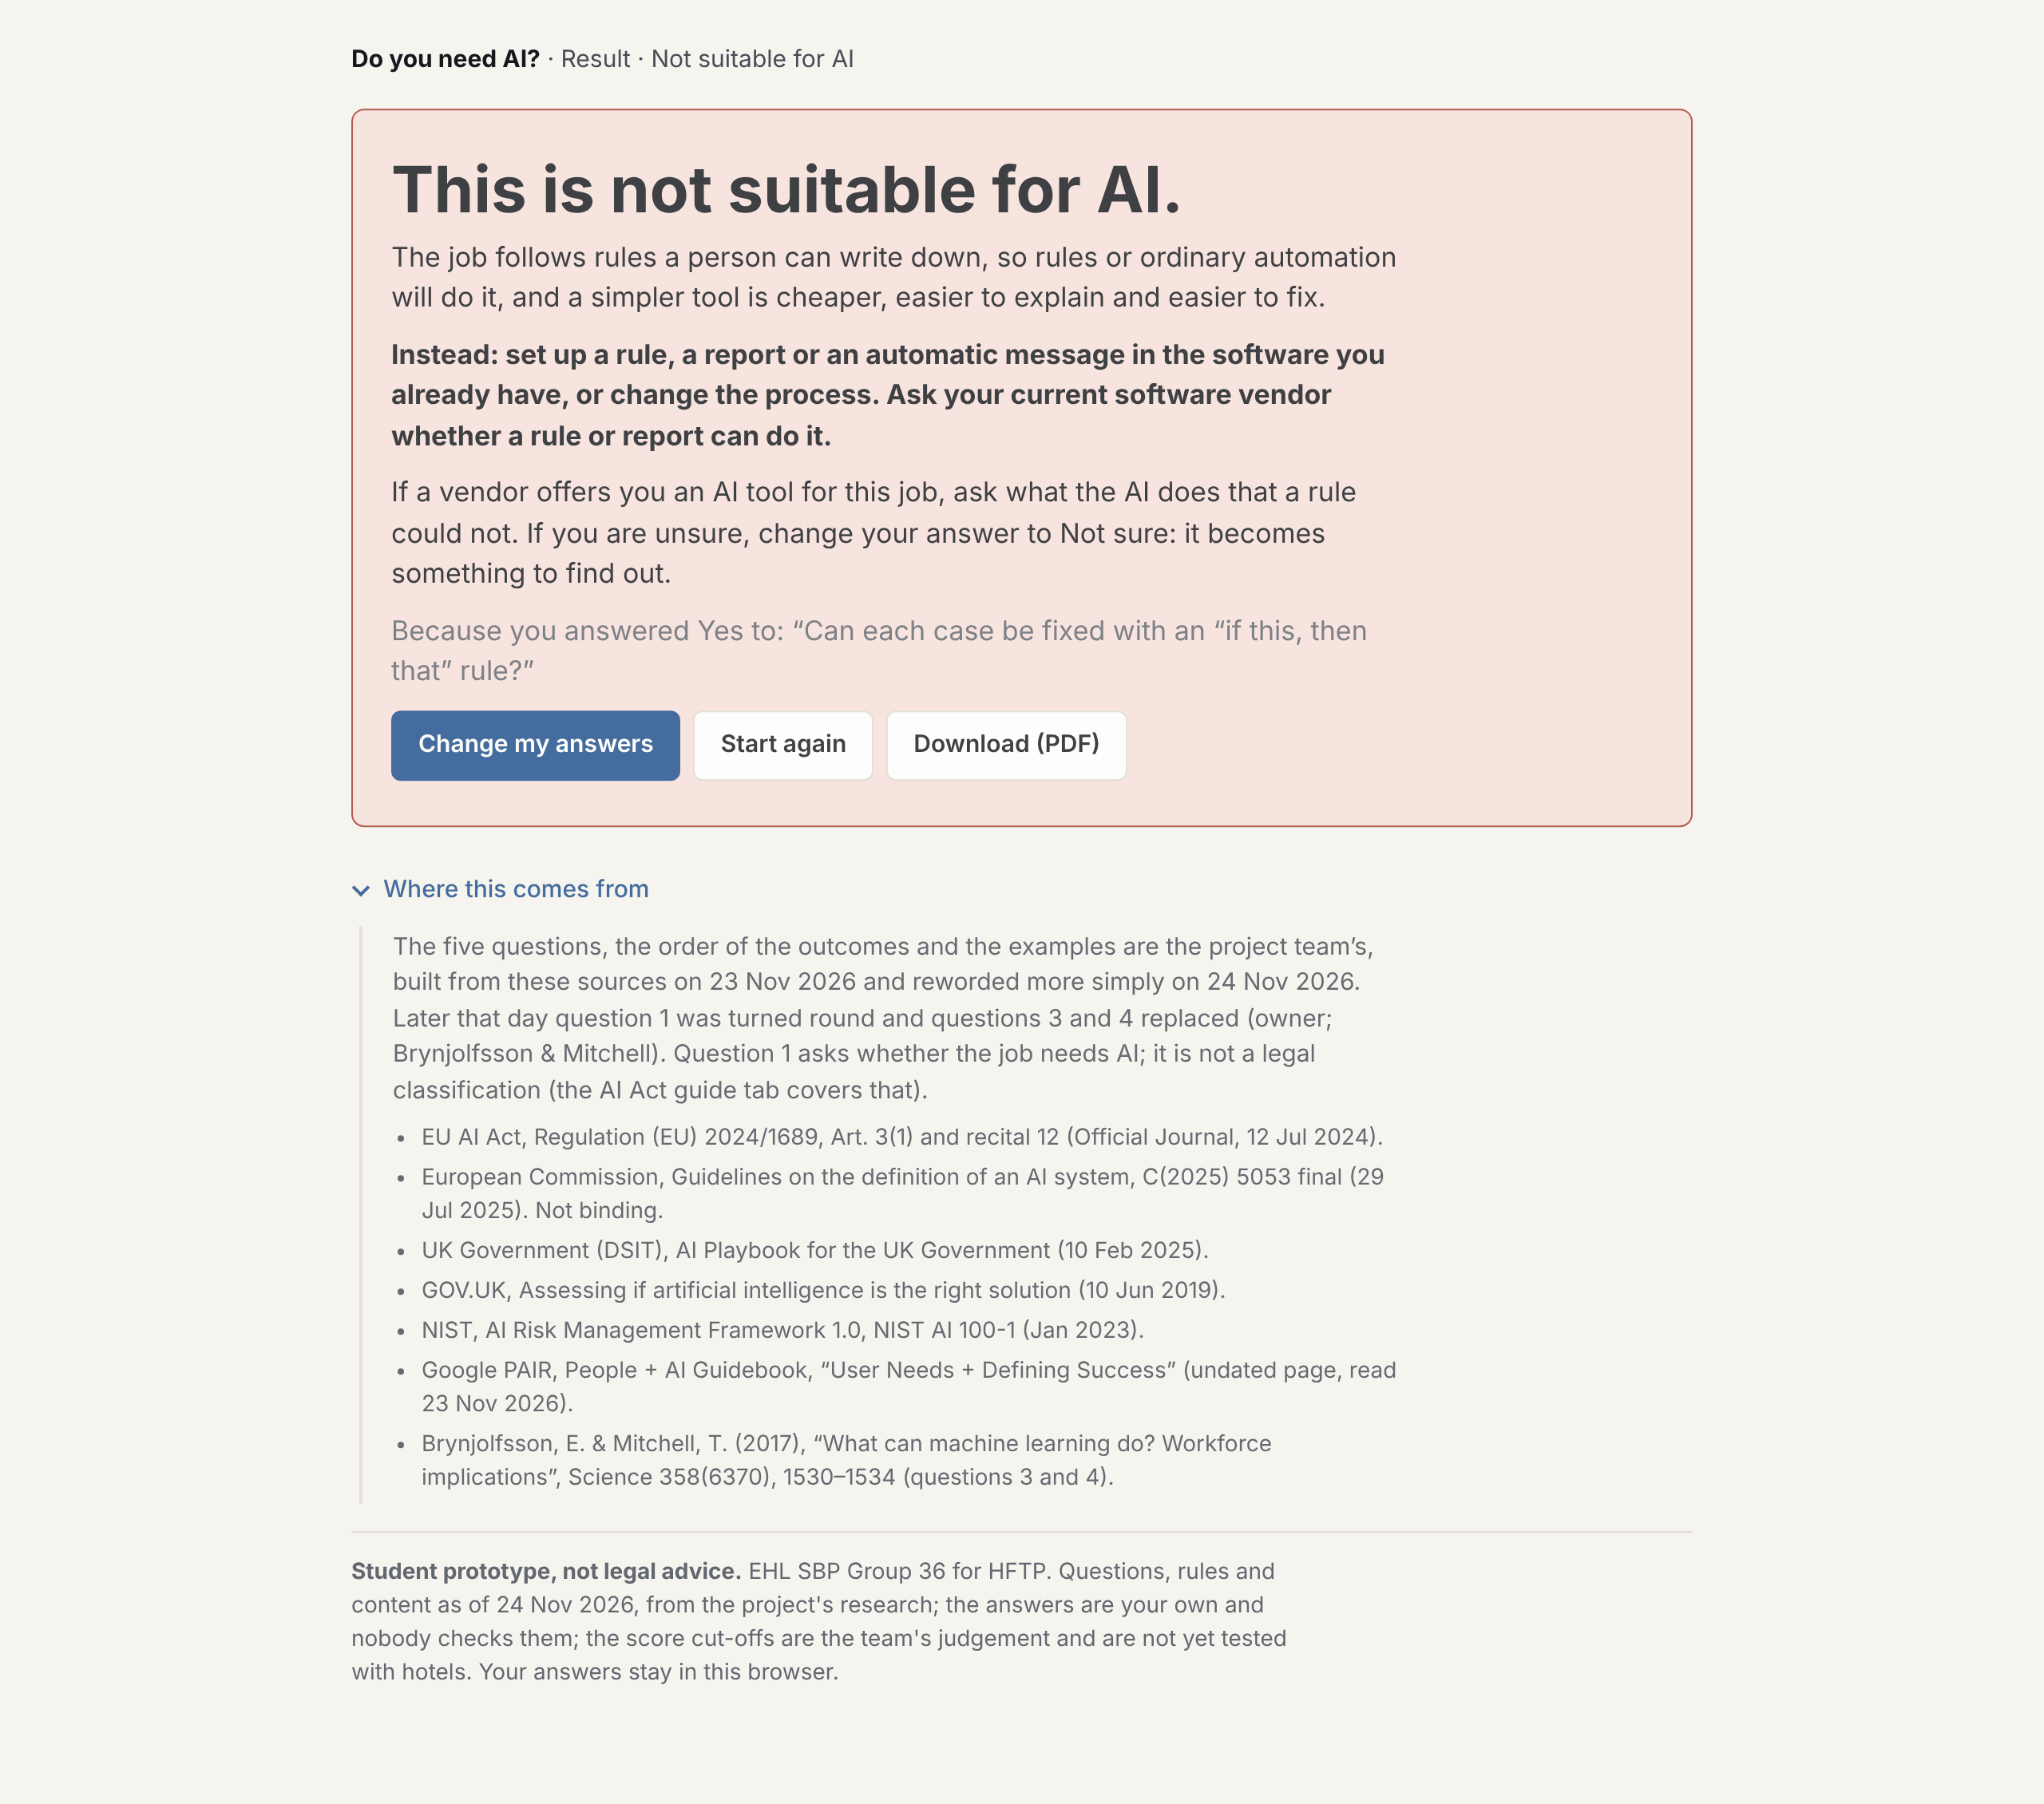 Do you need AI? · Result · Not suitable for AI
This is not suitable for AI.
The job follows rules a person can write down, so rules or ordinary automation
will do it, and a simpler tool is cheaper, easier to explain and easier to fix.
Instead: set up a rule, a report or an automatic message in the software you
already have, or change the process. Ask your current software vendor
whether a rule or report can do it.
If a vendor offers you an AI tool for this job, ask what the AI does that a rule
could not. If you are unsure, change your answer to Not sure: it becomes
something to find out.
Because you answered Yes to: “Can each case be fixed with an “if this, then
that” rule?”
Change my answers
Start again
Download (PDF)
Where this comes from
The five questions, the order of the outcomes and the examples are the project team’s,
built from these sources on 23 Nov 2026 and reworded more simply on 24 Nov 2026.
Later that day question 1 was turned round and questions 3 and 4 replaced (owner;
Brynjolfsson & Mitchell). Question 1 asks whether the job needs AI; it is not a legal
classification (the AI Act guide tab covers that).
• EU AI Act, Regulation (EU) 2024/1689, Art. 3(1) and recital 12 (Official Journal, 12 Jul 2024).
• European Commission, Guidelines on the definition of an AI system, C(2025) 5053 final (29
Jul 2025). Not binding.
• UK Government (DSIT), AI Playbook for the UK Government (10 Feb 2025).
• GOV.UK, Assessing if artificial intelligence is the right solution (10 Jun 2019).
• NIST, AI Risk Management Framework 1.0, NIST AI 100-1 (Jan 2023).
• Google PAIR, People + AI Guidebook, “User Needs + Defining Success” (undated page, read
23 Nov 2026).
• Brynjolfsson, E. & Mitchell, T. (2017), “What can machine learning do? Workforce
implications”, Science 358(6370), 1530–1534 (questions 3 and 4).
Student prototype, not legal advice. EHL SBP Group 36 for HFTP. Questions, rules and
content as of 24 Nov 2026, from the project's research; the answers are your own and
nobody checks them; the score cut-offs are the team's judgement and are not yet tested
with hotels. Your answers stay in this browser.